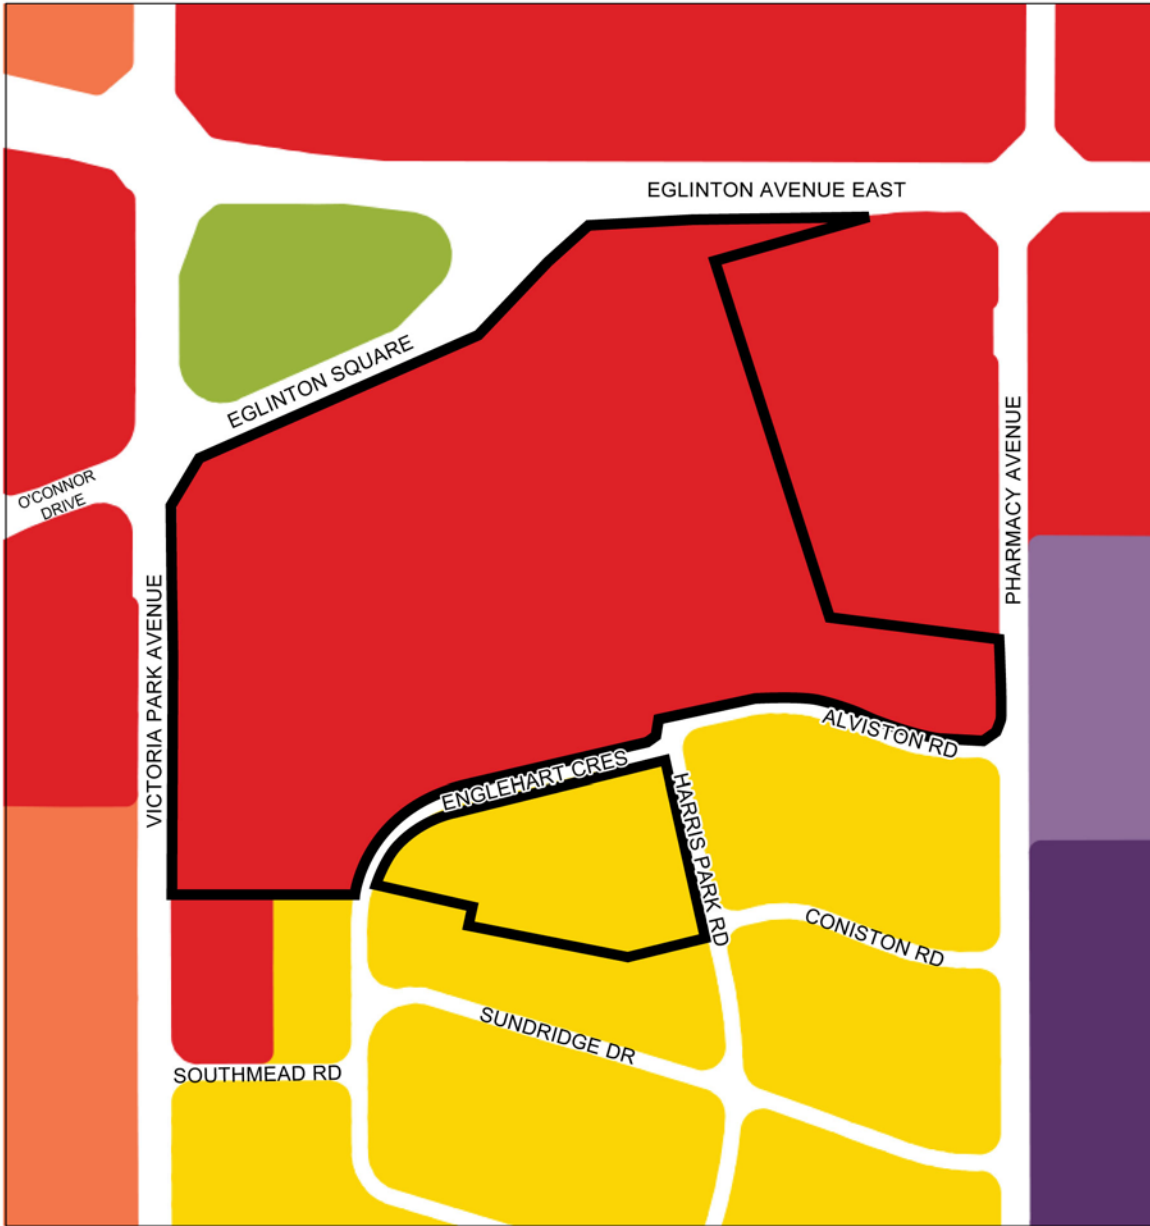 EGLINTON AVENUE EAST
EGLINTON SQUARE
O'CONNOR
DRIVE
PHARMACY AVENUE
VICTORIA PARK AVENUE
ALVISTON RD
ENGLEHART CRES
HARRIS PARK RD
CONISTON RD
SUNDRIDGE DR
SOUTHMEAD RD